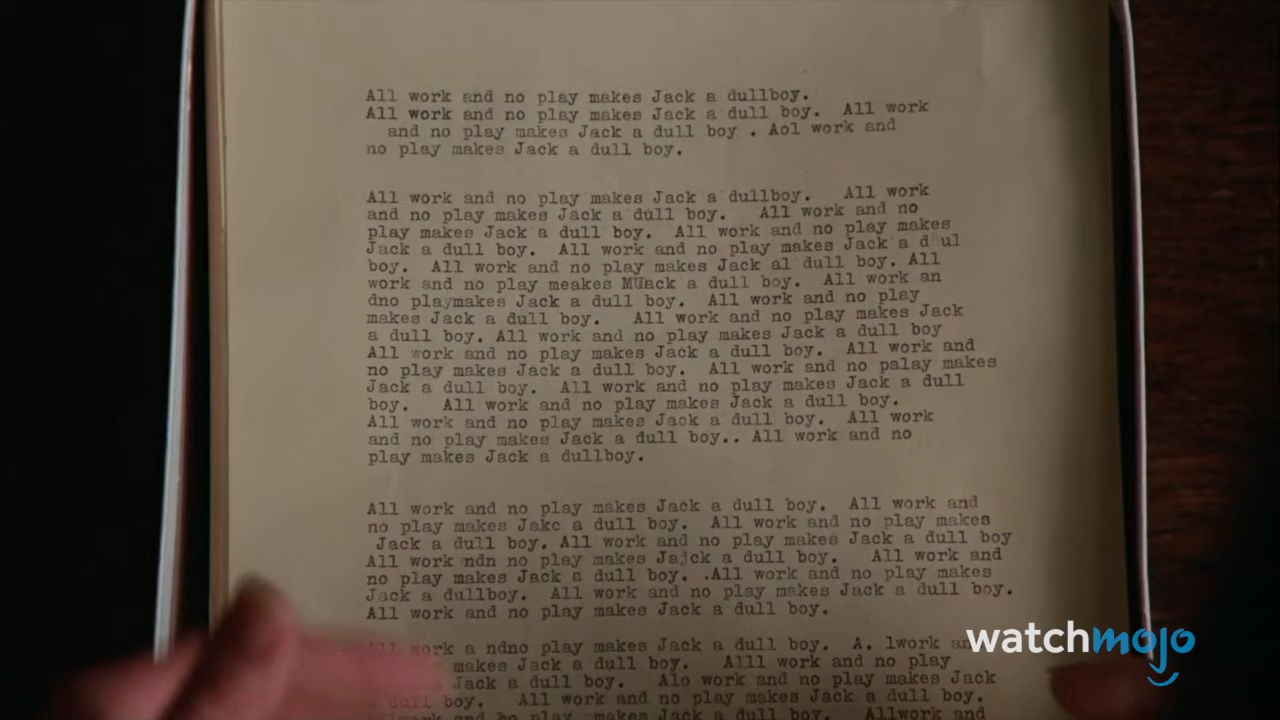 All work and no play makes Jack a dullboy.
All work and no play makes Jack a dull boy.  All work
and no play makes Jack a dull boy . Aol work and
no play makes Jack a dull boy.
All work and no play makes Jack a dullboy.  All work
and no play makes Jack a dull boy.  All work and no
play makes Jack a dull boy.  All work and no play makes
Jack a dull boy.  All work and no play makes Jack a d ul
boy.  All work and no play makes Jack al dull boy. All
work and no play meakes MUack a dull boy.  All work an
dno pla,makes Jack a dull boy.  All work and no play
makes Jack a dull boy.  All work and no play makes Jack
a dull boy. All work and no play makes Jack a dull boy
All work and no play makes Jack a dull boy.  All work and
no play makes Jack a dull boy.  All work and no palay makes
Jack a dull boy.  All work and no play makes Jack a dull
boy.  All work and no play makes Jack a dull boy.
All work and no play makes Jack a dull boy.  All work
and no play makes Jack a dull boy.. All work and no
play makes Jack a dullboy.
All work and no play makes Jack a dull boy.  All work and
no play makes Jakc a dull boy.  All work and no play makes
Jack a dull boy. All work and no play makes Jack a dull boy
All work ndn no play makes Jajck a dull boy.  All work and
no play makes Jack a dull boy. .All work and no play makes
Jack a dullboy.  All work and no play makes Jack a dull boy.
All work and no play makes Jack a dull boy.
work a ndno play makes Jack a dull boy.  A. lwork
makes Jack a dull boy.  Alll work and no play
Jack a dull boy.  Alo work and no play makes Jack
boy.  All work and no play makes Jack a dull boy.
play makes Jack a dull boy.  Allwork and
watchmojo